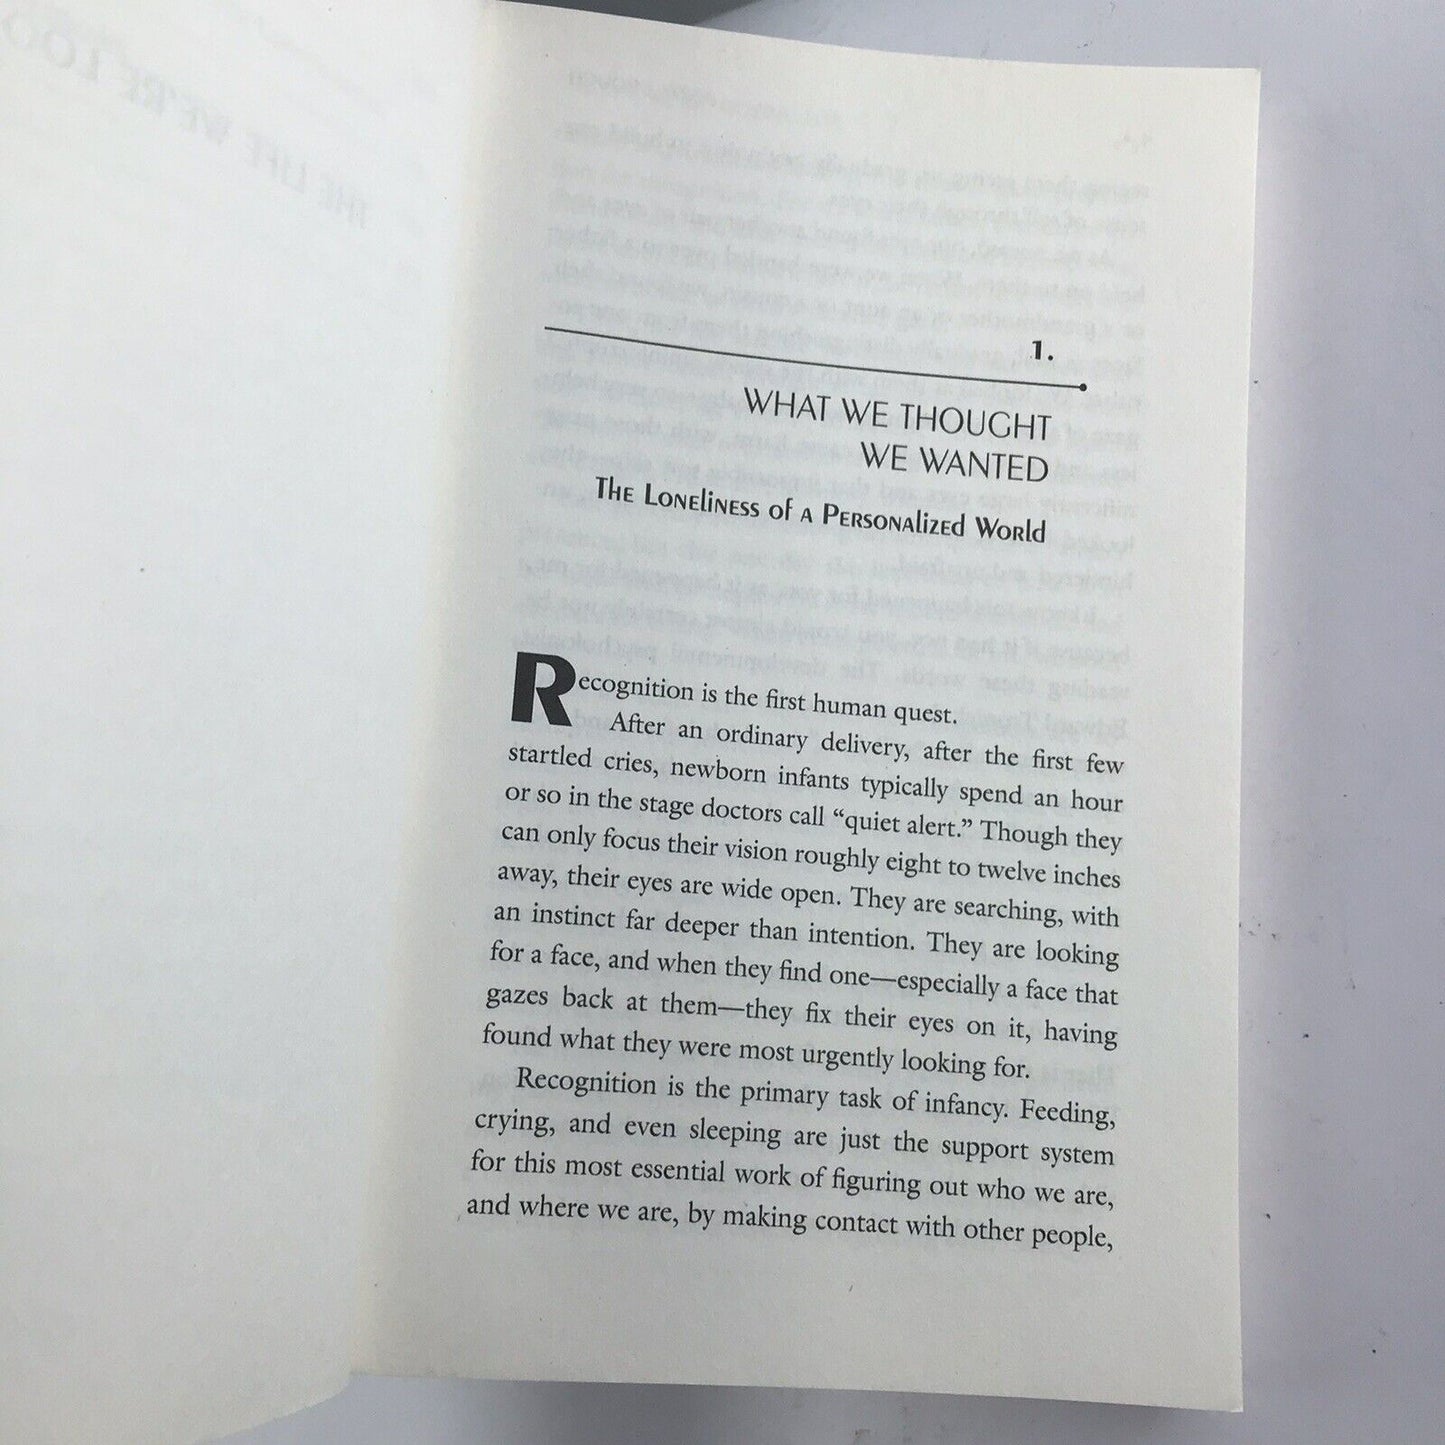 1.
WHAT WE THOUGHT
WE WANTED
The Loneliness of a Personalized World
Recognition is the first human quest.
After an ordinary delivery, after the first few
startled cries, newborn infants typically spend an hour
or so in the stage doctors call “quiet alert.” Though they
can only focus their vision roughly eight to twelve inches
away, their eyes are wide open. They are searching, with
an instinct far deeper than intention. They are looking
for a face, and when they find one—especially a face that
gazes back at them—they fix their eyes on it, having
found what they were most urgently looking for.
Recognition is the primary task of infancy. Feeding,
crying, and even sleeping are just the support system
for this most essential work of figuring out who we are,
and where we are, by making contact with other people,